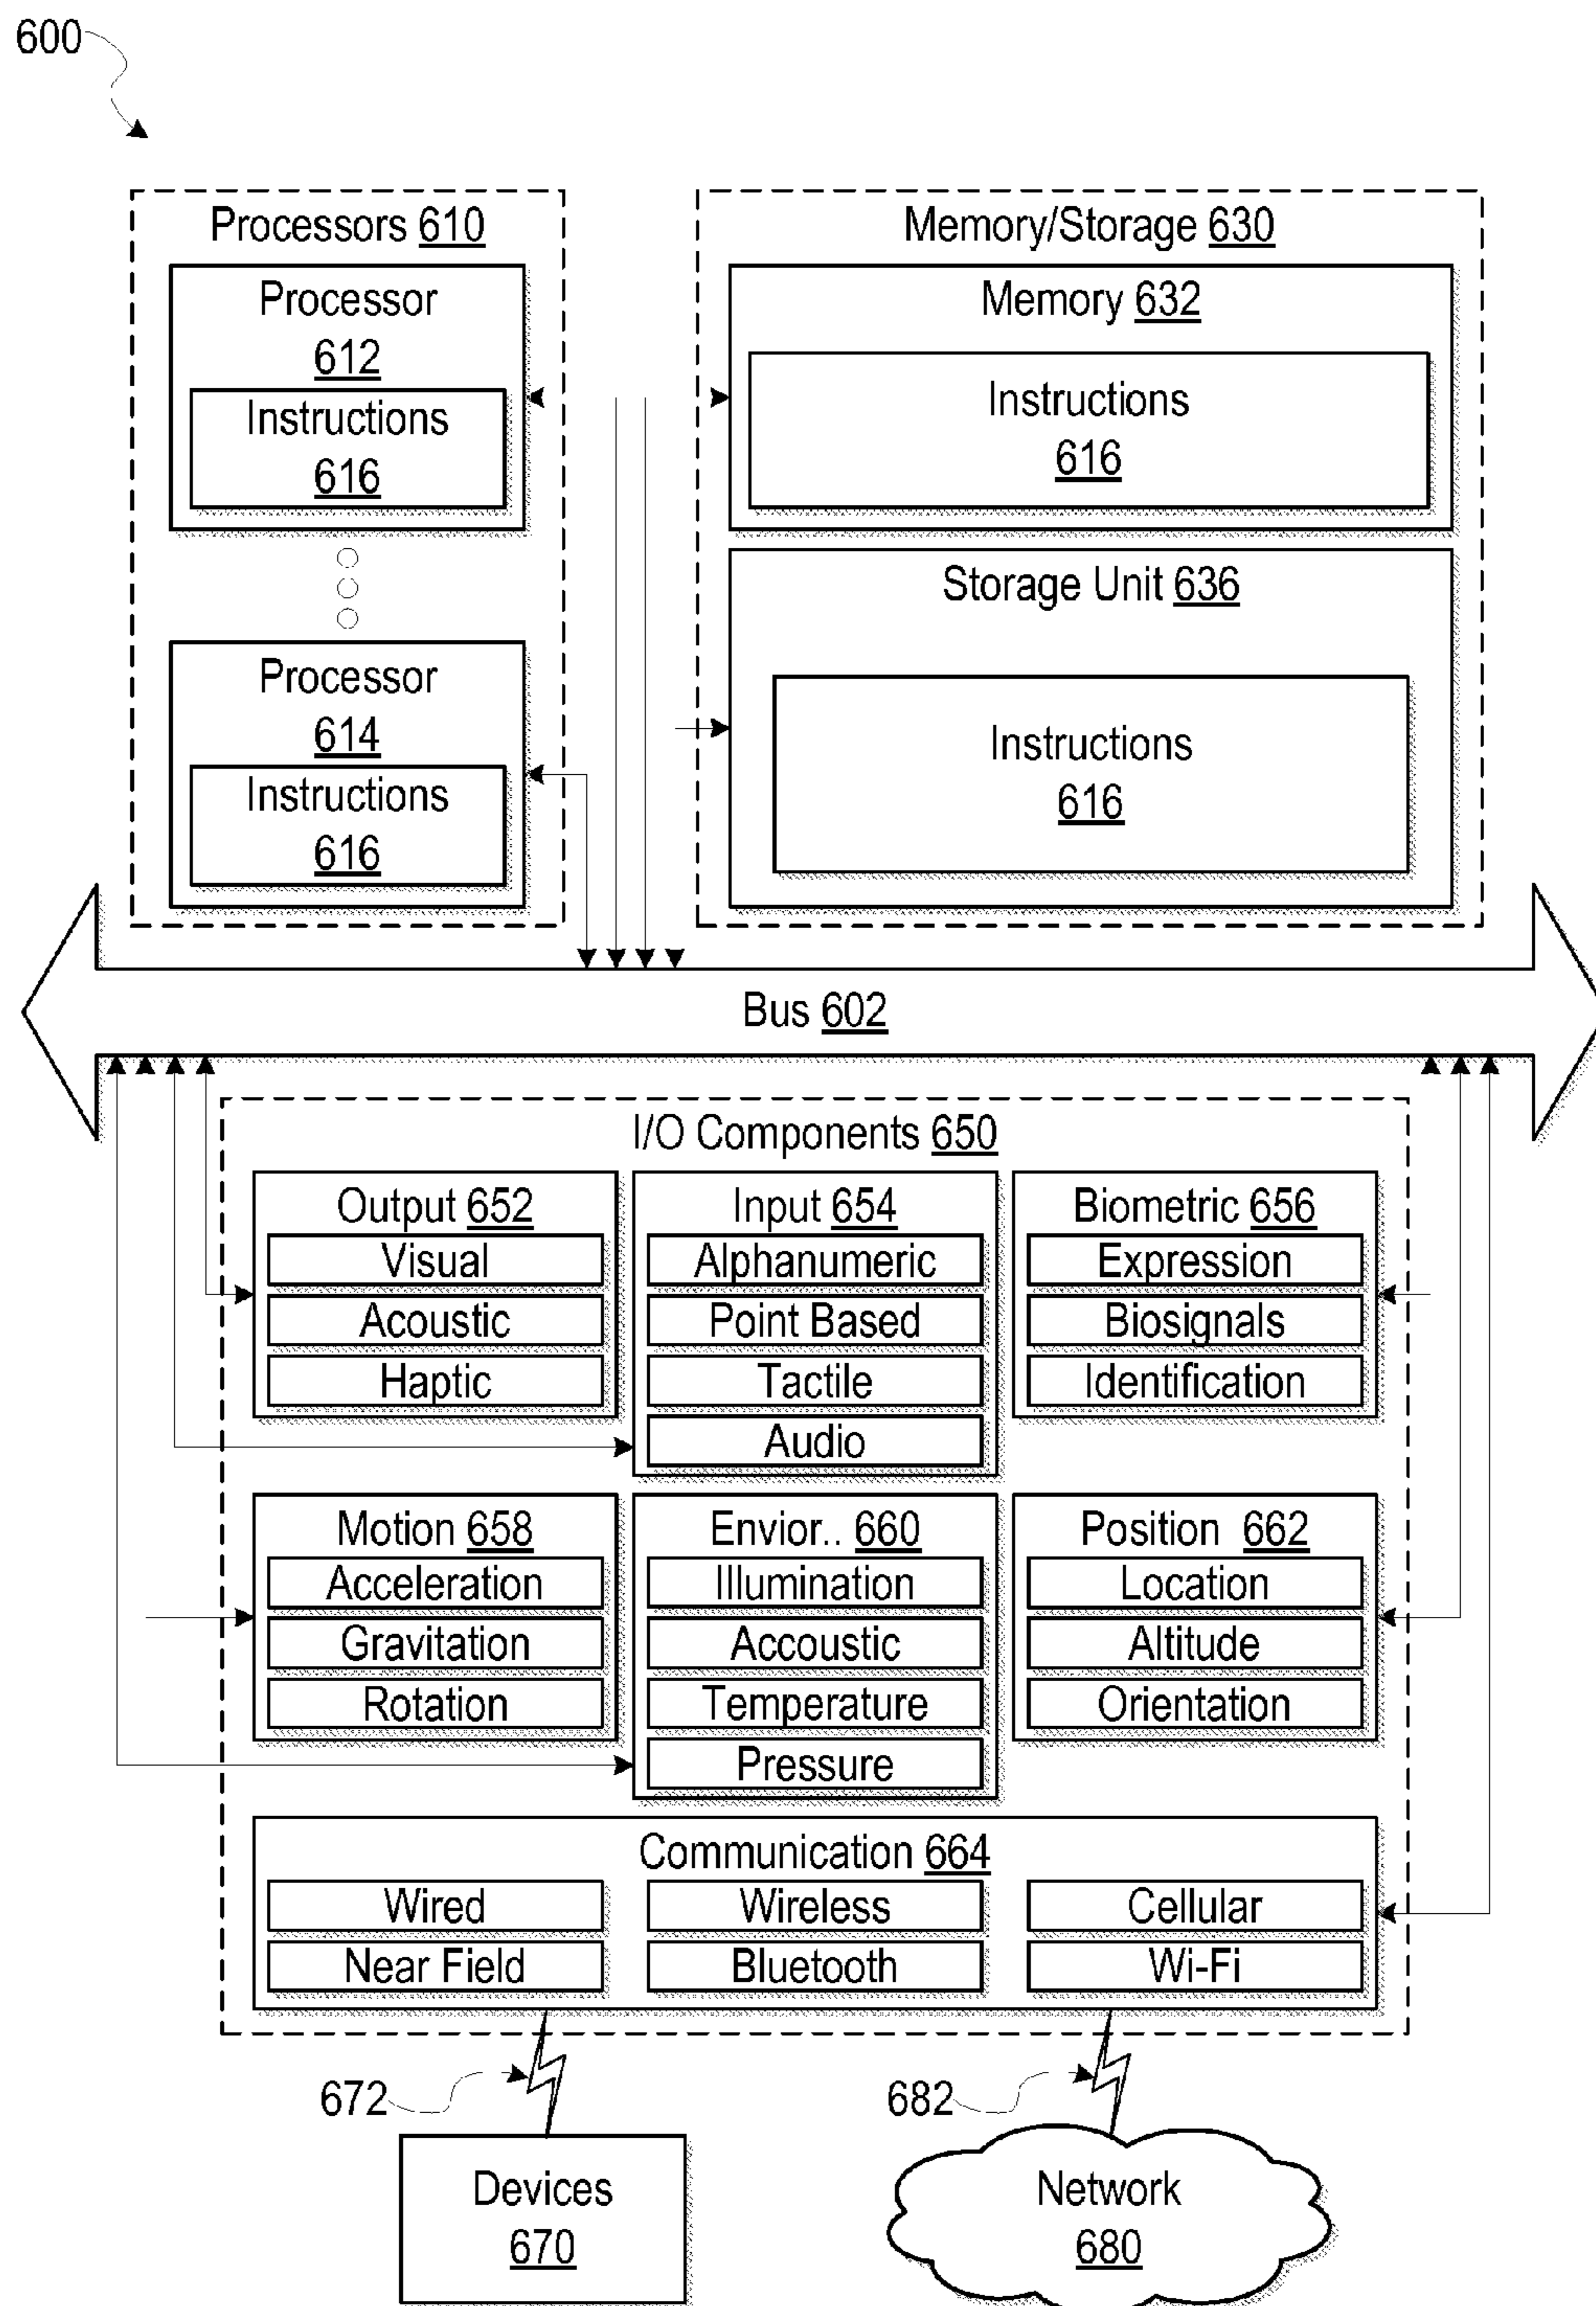 600
Processors 610
Processor
612
Instructions
616
Processor
614
Instructions
616
Memory/Storage 630
Memory 632
Instructions
616
Storage Unit 636
Instructions
616
Bus 602
I/O Components 650
Output 652
Visual
Acoustic
Haptic
Input 654
Alphanumeric
Point Based
Tactile
Audio
Biometric 656
Expression
Biosignals
Identification
Motion 658
Acceleration
Gravitation
Rotation
Envior.. 660
Illumination
Accoustic
Temperature
Pressure
Position 662
Location
Altitude
Orientation
Communication 664
Wired
Wireless
Cellular
Near Field
Bluetooth
Wi-Fi
672
682
Devices
670
Network
680